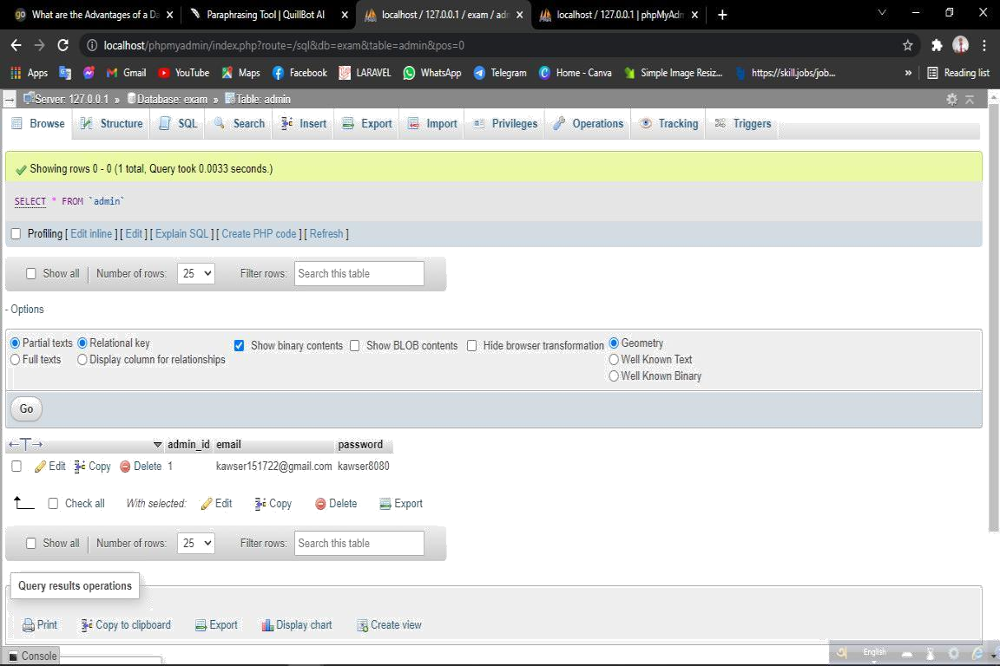 What are the Advantages of a Da
Paraphrasing Tool | QuillBot AI
localhost / 127.0.0.1 / exam / adm
localhost / 127.0.0.1 | phpMyAdm
localhost/phpmyadmin/index.php?route=/sql&db=exam&table=admin&pos=0
Apps Gmail YouTube Maps Facebook LARAVEL WhatsApp Telegram Home - Canva Simple Image Resiz... https://skill.jobs/job... » Reading list
Server: 127.0.0.1 » Database: exam » Table: admin
Browse Structure SQL Search Insert Export Import Privileges Operations Tracking Triggers
Showing rows 0 - 0 (1 total, Query took 0.0033 seconds.)
SELECT * FROM `admin`
Profiling [ Edit inline ] [ Edit ] [ Explain SQL ] [ Create PHP code ] [ Refresh ]
Show all | Number of rows: 25 Filter rows: Search this table
- Options
Partial texts Relational key Show binary contents Show BLOB contents Hide browser transformation Geometry
Full texts Display column for relationships Well Known Text
Well Known Binary
Go
←T→ admin_id email password
Edit Copy Delete 1 kawser151722@gmail.com kawser8080
Check all With selected: Edit Copy Delete Export
Show all | Number of rows: 25 Filter rows: Search this table
Query results operations
Print Copy to clipboard Export Display chart Create view
Console
English